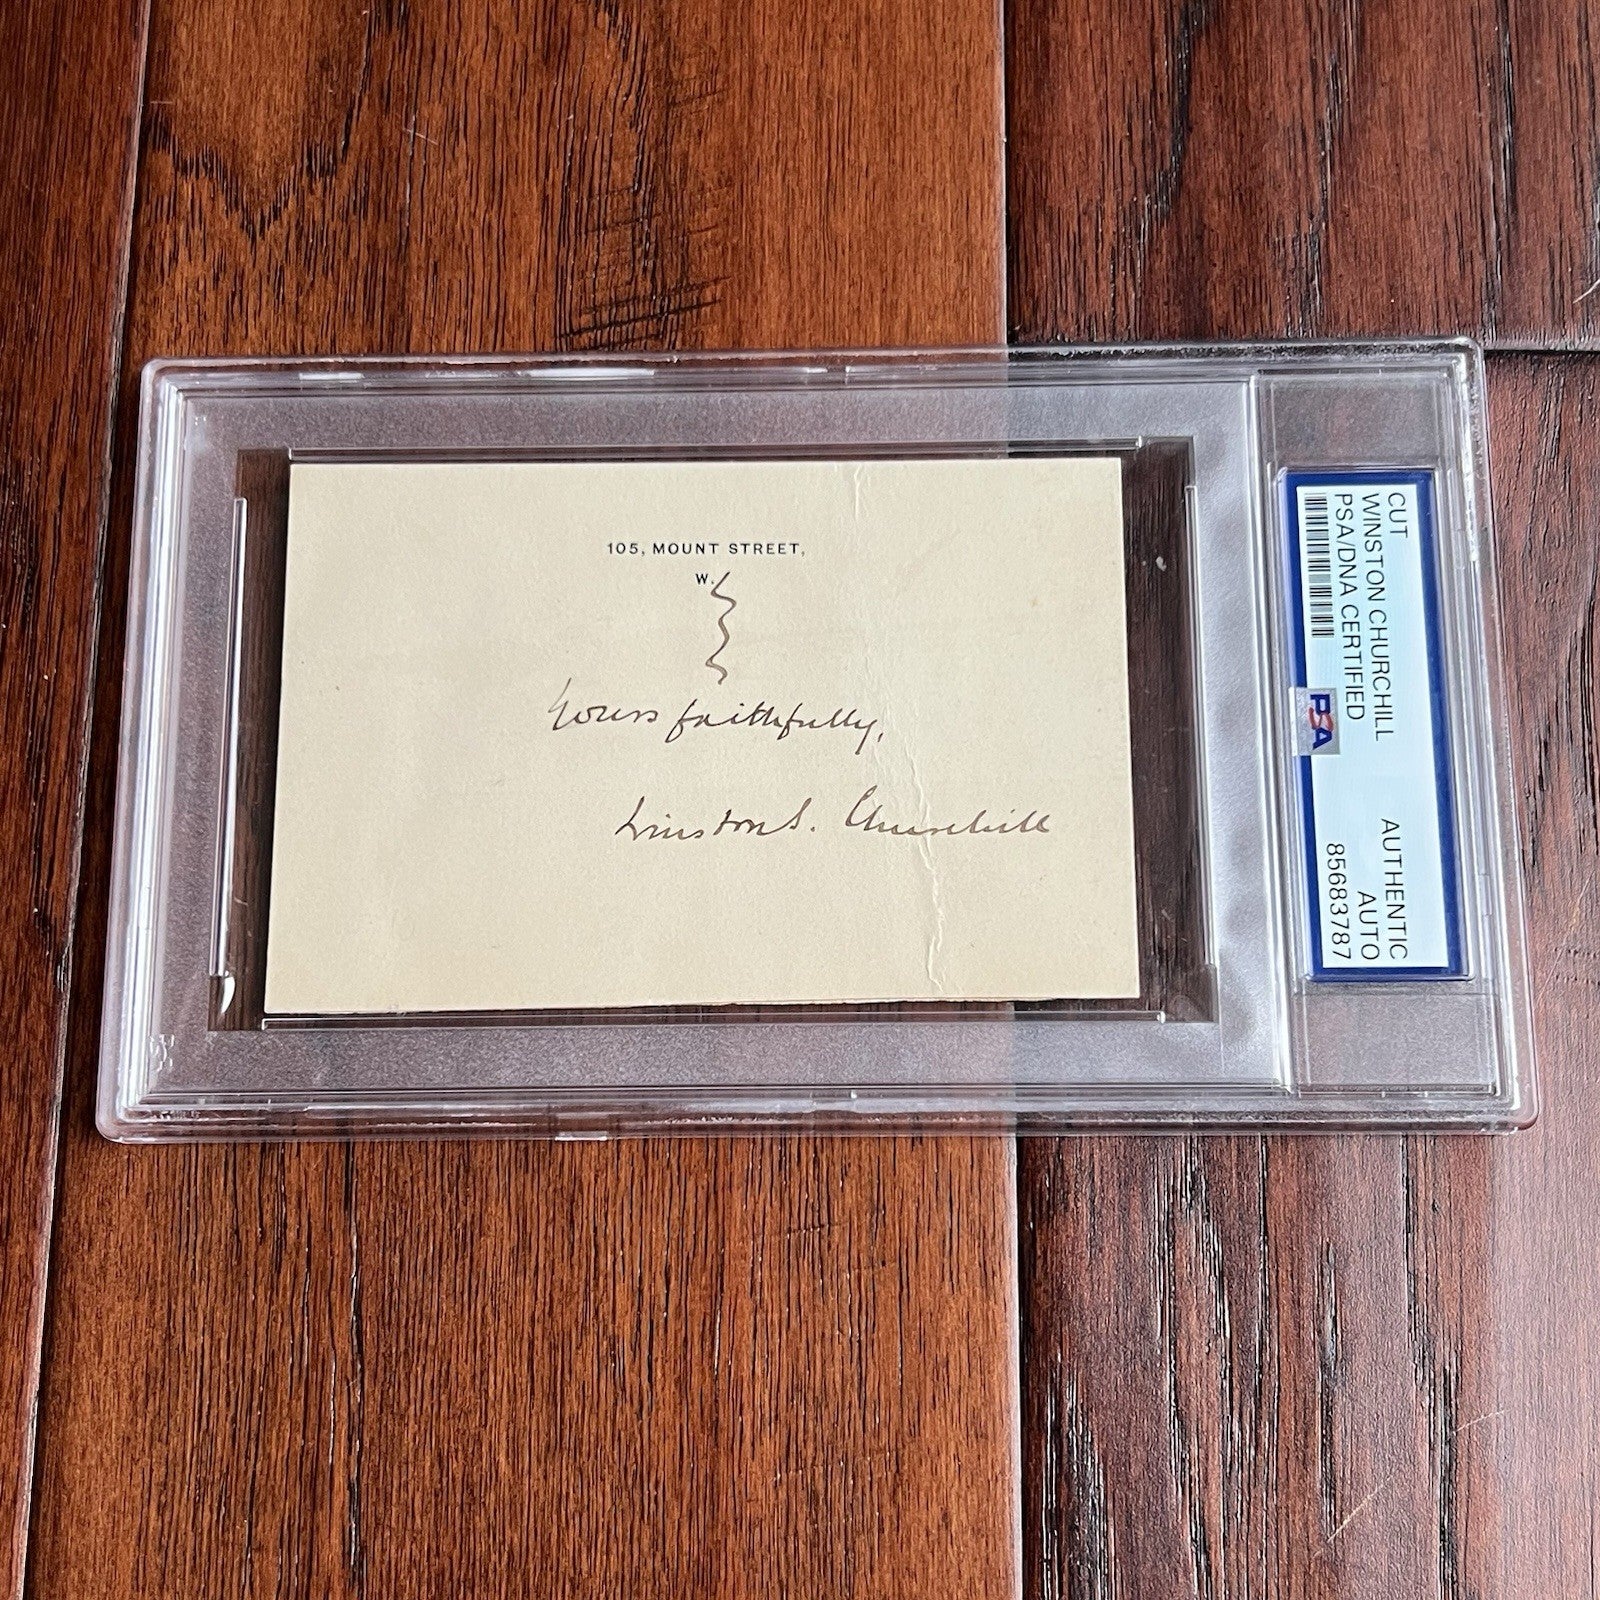 105, MOUNT STREET,
W.
Yours faithfully,
Winston S. Churchill
CUT
WINSTON CHURCHILL
PSA/DNA CERTIFIED
PSA
AUTHENTIC
AUTO
85683787